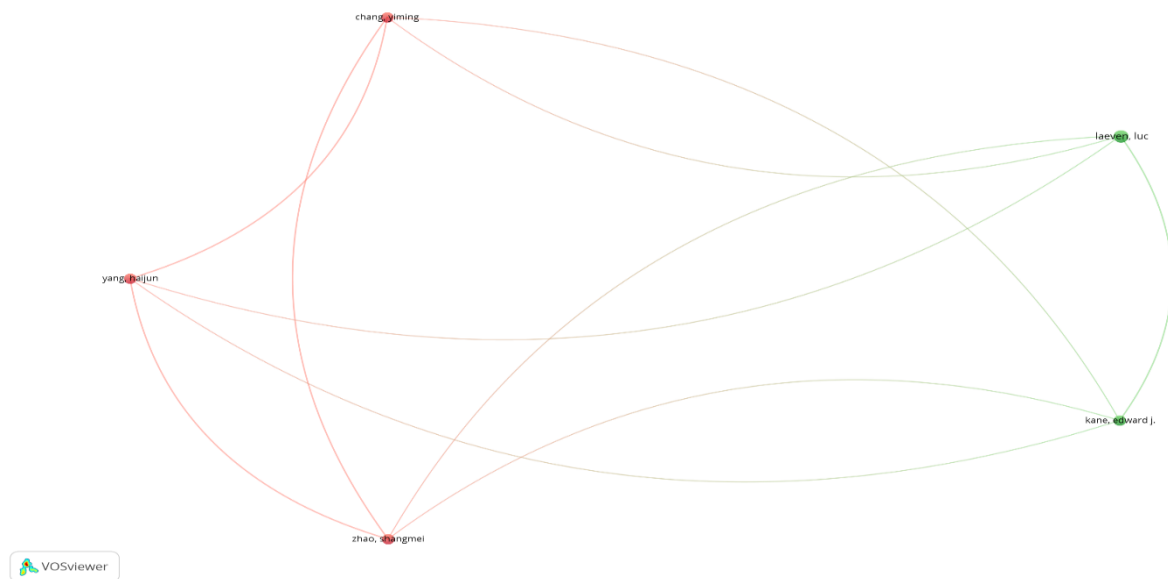 chang, yiming
laeven, luc
yang, haijun
kane, edward j.
zhao, shangmei
VOSviewer